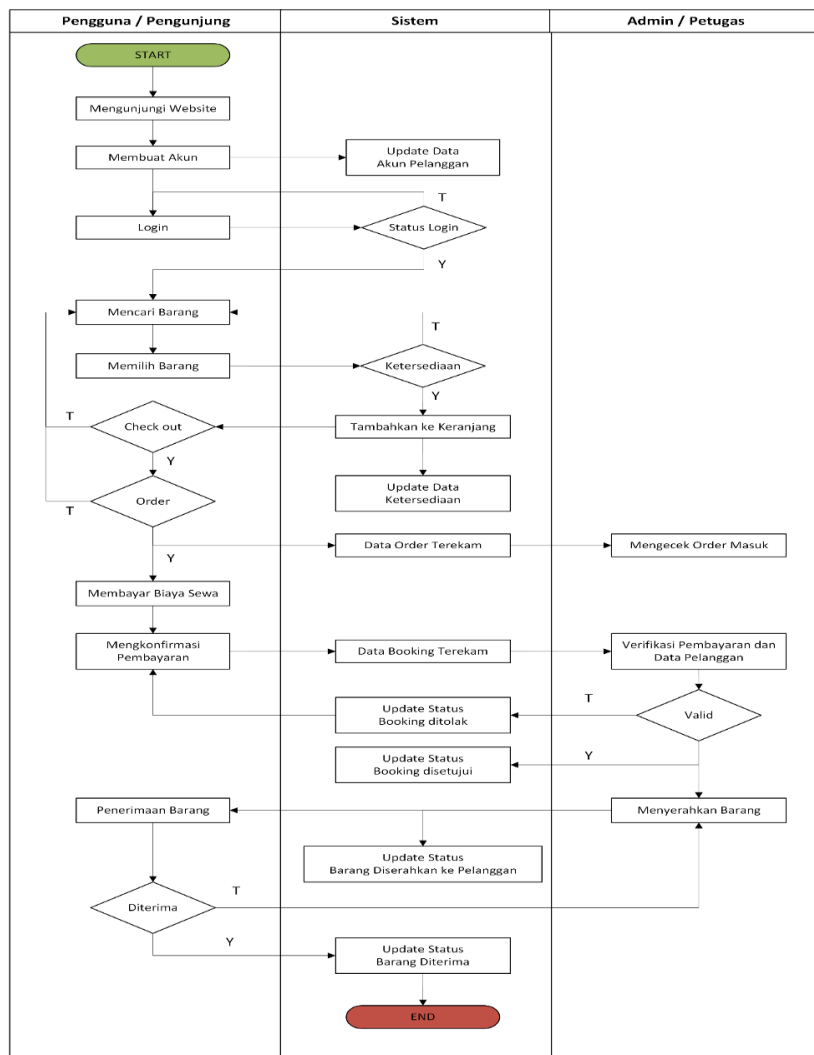 Pengguna / Pengunjung
Sistem
Admin / Petugas
START
Mengunjungi Website
Membuat Akun
Update Data
Akun Pelanggan
T
Login
Status Login
Y
Mencari Barang
T
Memilih Barang
Ketersediaan
Y
T
Check out
Tambahkan ke Keranjang
Y
Update Data
Ketersediaan
Order
T
Data Order Terekam
Mengecek Order Masuk
Y
Membayar Biaya Sewa
Mengkonfirmasi
Pembayaran
Data Booking Terekam
Verifikasi Pembayaran dan
Data Pelanggan
T
Update Status
Booking ditolak
Valid
Update Status
Booking disetujui
Y
Penerimaan Barang
Menyerahkan Barang
Update Status
Barang Diserahkan ke Pelanggan
T
Diterima
Y
Update Status
Barang Diterima
END